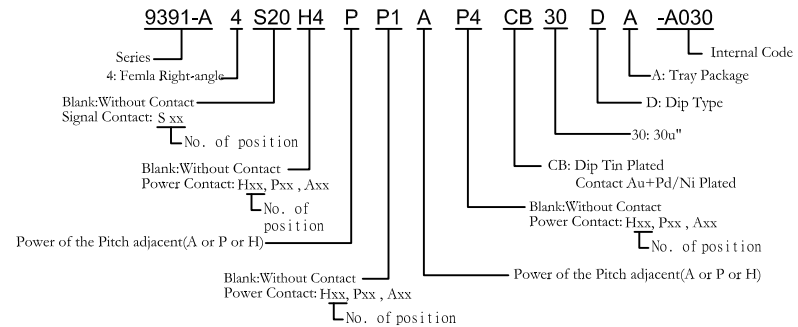 9391-A 4 S20 H4 P P1 A P4 CB 30 D A -A030
Series
Internal Code
4: Femla Right-angle
A: Tray Package
Blank:Without Contact
D: Dip Type
Signal Contact: S xx
No. of position
30: 30u"
Blank:Without Contact
Power Contact: Hxx, Pxx , Axx
No. of
position
CB: Dip Tin Plated
Contact Au+Pd/Ni Plated
Blank:Without Contact
Power Contact: Hxx, Pxx , Axx
No. of position
Power of the Pitch adjacent(A or P or H)
Blank:Without Contact
Power Contact: Hxx, Pxx , Axx
No. of position
Power of the Pitch adjacent(A or P or H)